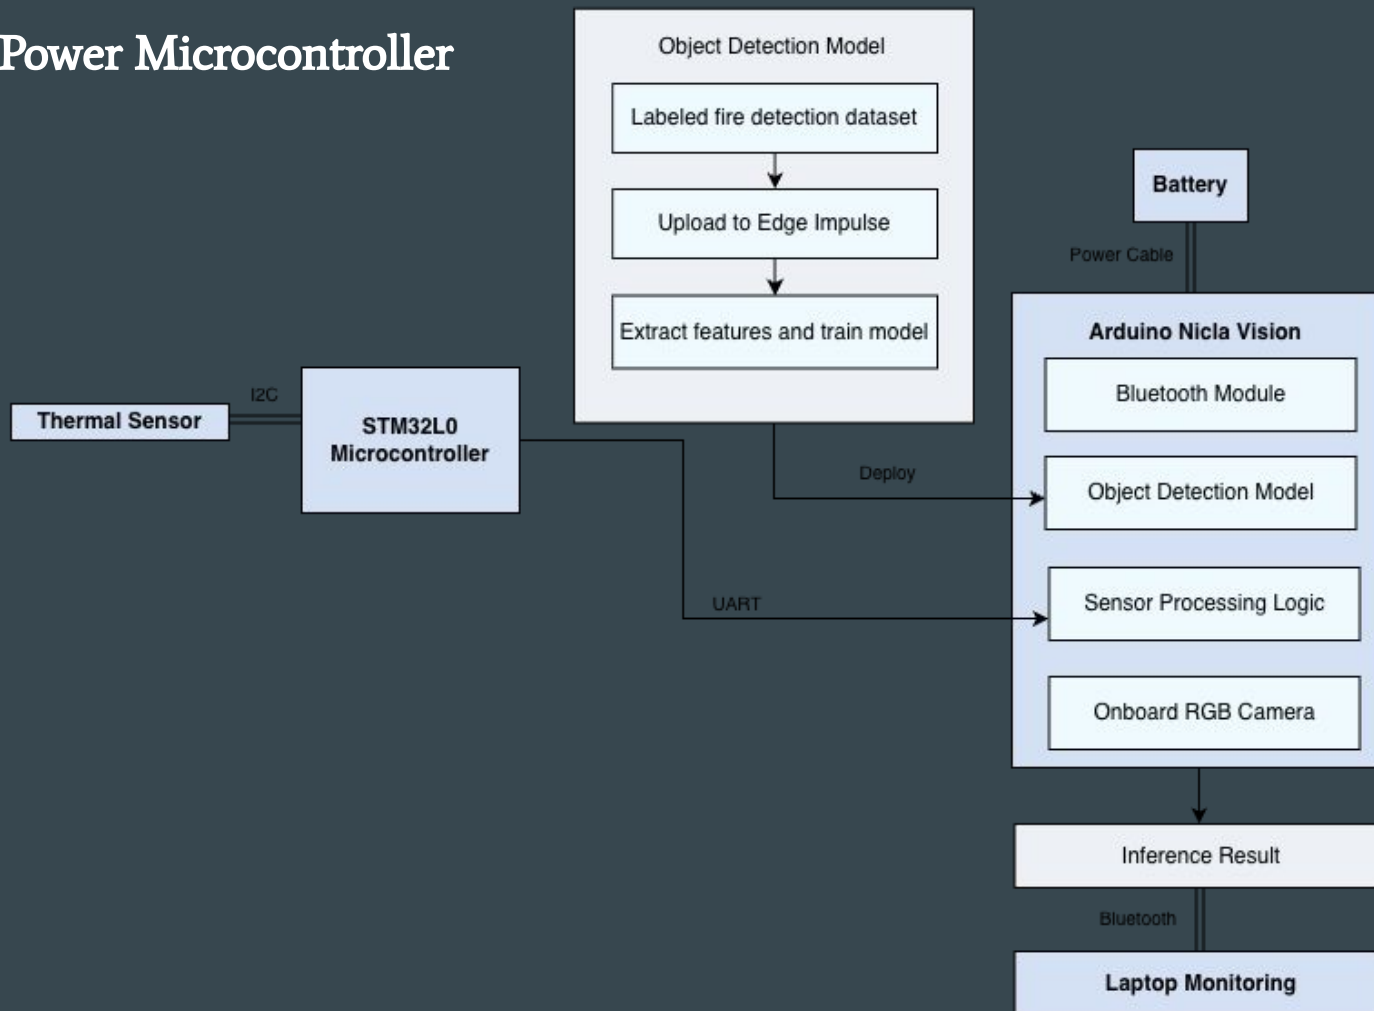 Power Microcontroller
Object Detection Model
Labeled fire detection dataset
Upload to Edge Impulse
Extract features and train model
Battery
Power Cable
Arduino Nicla Vision
Bluetooth Module
Object Detection Model
Sensor Processing Logic
Onboard RGB Camera
Thermal Sensor
I2C
STM32L0
Microcontroller
Deploy
UART
Inference Result
Bluetooth
Laptop Monitoring